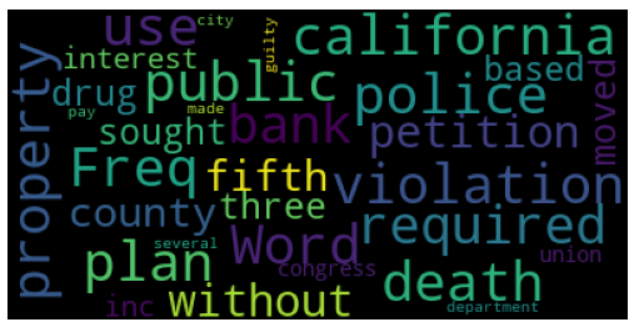 use city california
interest guilty
property drug public police based
pay made moved
sought bank petition
Freq fifth violation
county three required
several Word
plan congress union
inc without death
department